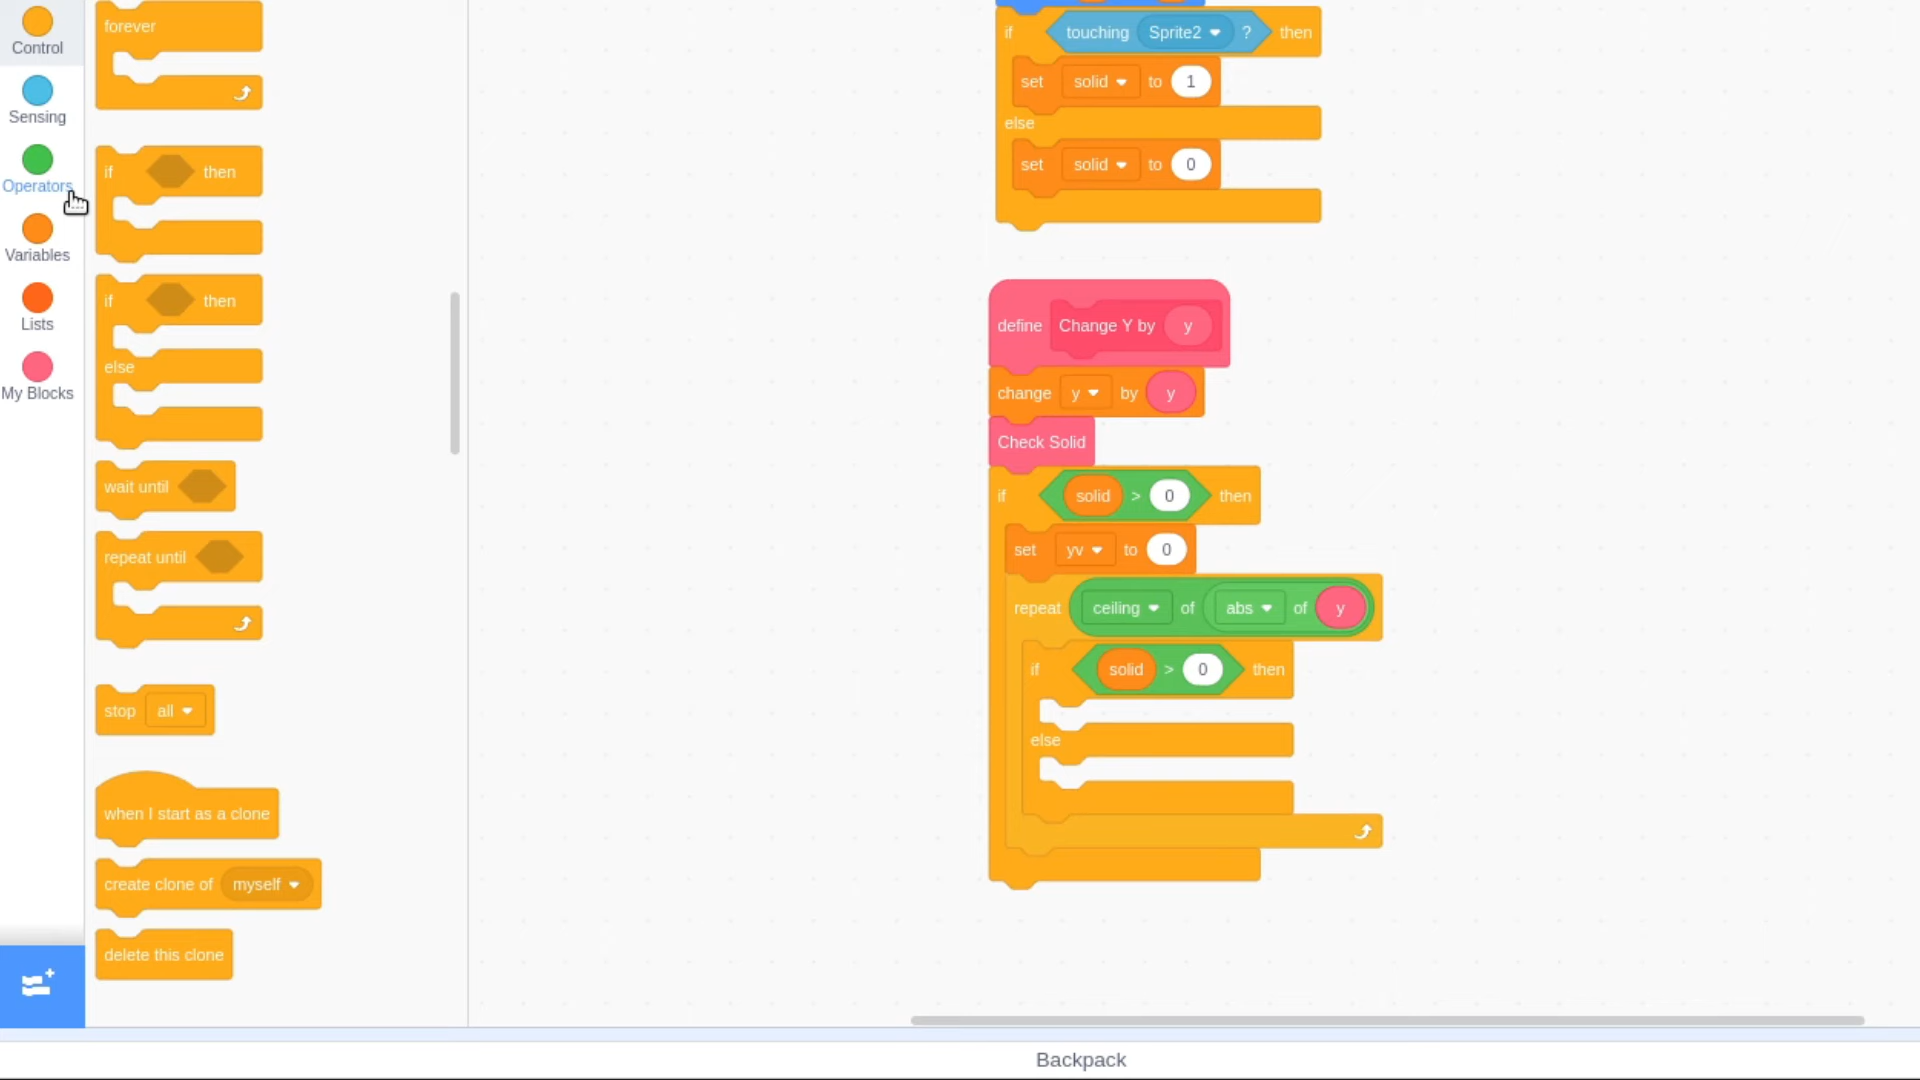 Control
Sensing
Operators
Variables
Lists
My Blocks
forever
if then
if then
else
wait until
repeat until
stop all
when I start as a clone
create clone of myself
delete this clone
if touching Sprite2 ? then
set solid to 1
else
set solid to 0
define Change Y by y
change y by y
Check Solid
if solid > 0 then
set yv to 0
repeat ceiling of abs of y
if solid > 0 then
else
Backpack